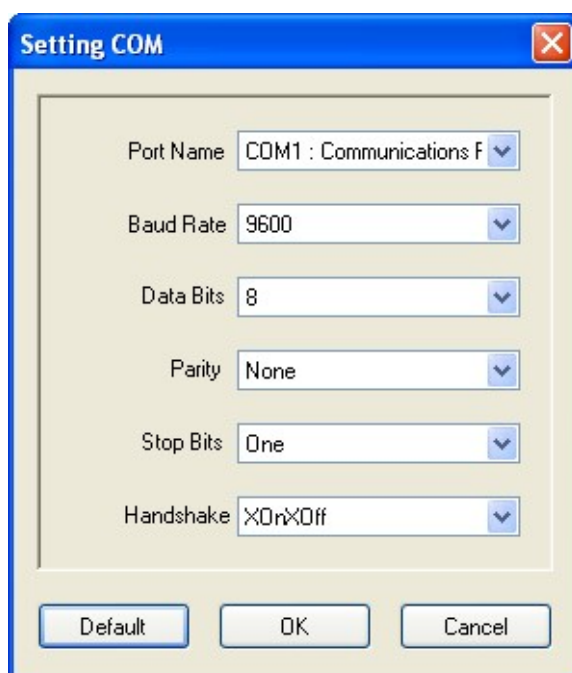 Setting COM
Port Name COM1 : Communications F
Baud Rate 9600
Data Bits 8
Parity None
Stop Bits One
Handshake XOnXOff
Default OK Cancel